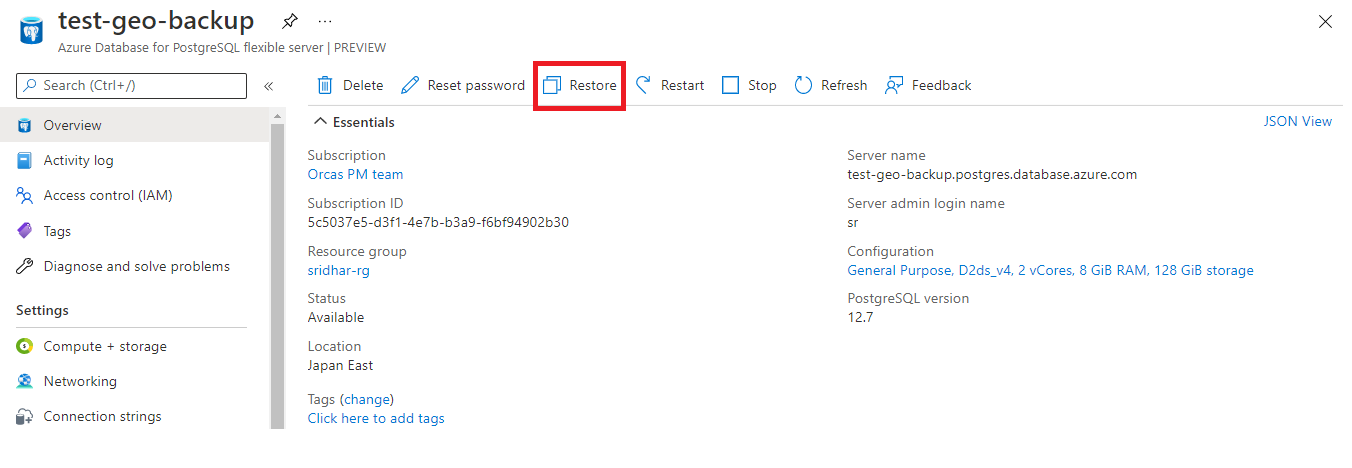 test-geo-backup
Azure Database for PostgreSQL flexible server | PREVIEW
Search (Ctrl+/)
Overview
Activity log
Access control (IAM)
Tags
Diagnose and solve problems
Settings
Compute + storage
Networking
Connection strings
Delete Reset password Restore Restart Stop Refresh Feedback
Essentials
JSON View
Subscription
Orcas PM team
Subscription ID
5c5037e5-d3f1-4e7b-b3a9-f6bf94902b30
Resource group
sridhar-rg
Status
Available
Location
Japan East
Server name
test-geo-backup.postgres.database.azure.com
Server admin login name
sr
Configuration
General Purpose, D2ds_v4, 2 vCores, 8 GiB RAM, 128 GiB storage
PostgreSQL version
12.7
Tags (change)
Click here to add tags